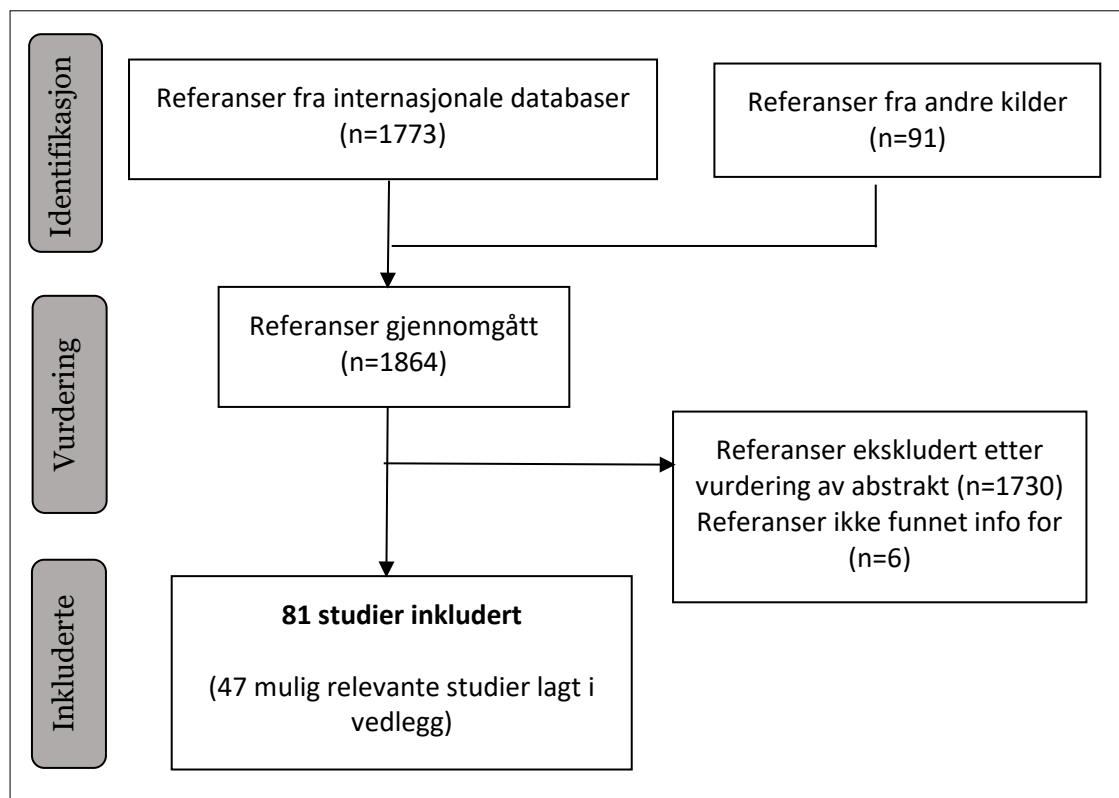 Identifikasjon
Referanser fra internasjonale databaser
(n=1773)
Referanser fra andre kilder
(n=91)
Vurdering
Referanser gjennomgått
(n=1864)
Referanser ekskludert etter
vurdering av abstrakt (n=1730)
Referanser ikke funnet info for
(n=6)
Inkluderte
81 studier inkludert
(47 mulig relevante studier lagt i
vedlegg)